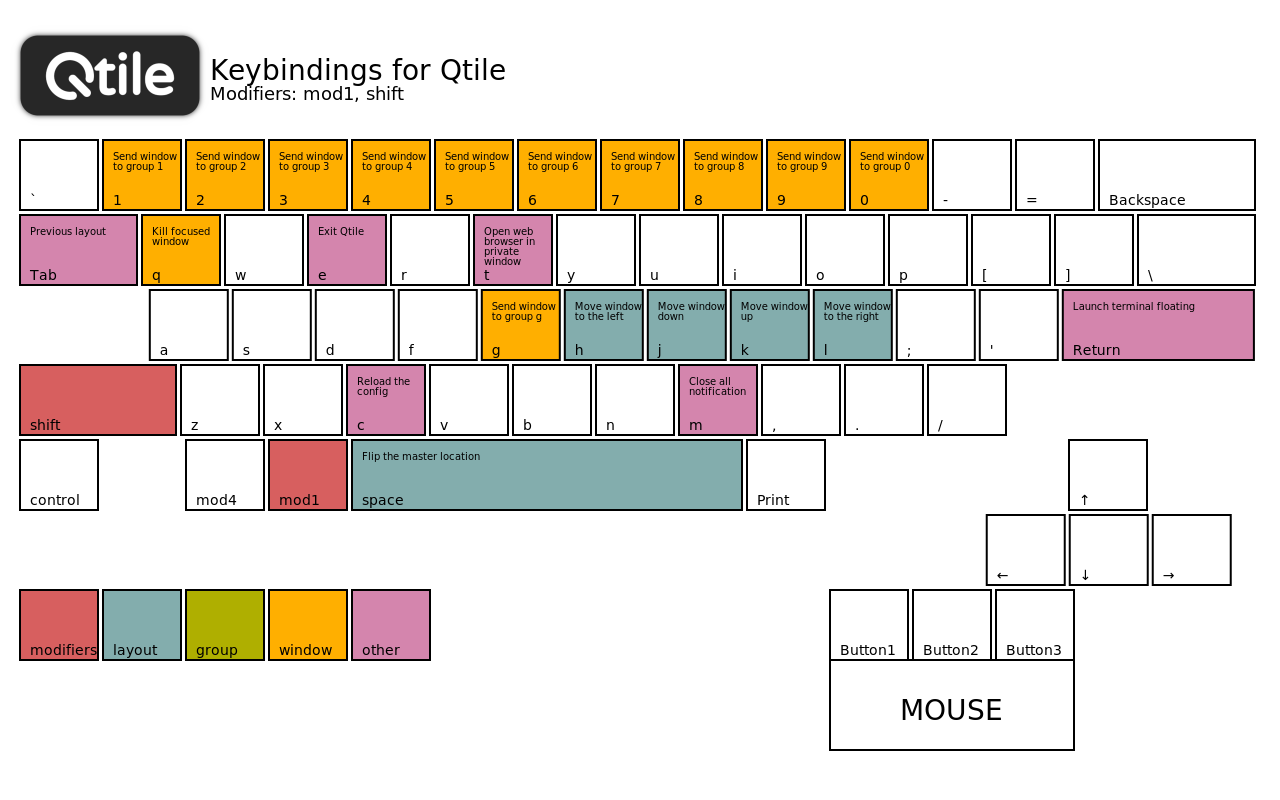 Qtile
Keybindings for Qtile
Modifiers: mod1, shift
`
Send window
to group 1
1
Send window
to group 2
2
Send window
to group 3
3
Send window
to group 4
4
Send window
to group 5
5
Send window
to group 6
6
Send window
to group 7
7
Send window
to group 8
8
Send window
to group 9
9
Send window
to group 0
0
-
=
Backspace
Previous layout
Tab
Kill focused
window
q
w
Exit Qtile
e
r
Open web
browser in
private
window
t
y
u
i
o
p
[
]
\
a
s
d
f
Send window
to group g
g
Move window
to the left
h
Move window
down
j
Move window
up
k
Move window
to the right
l
;
'
Launch terminal floating
Return
shift
z
x
Reload the
config
c
v
b
n
Close all
notification
m
,
.
/
control
mod4
mod1
Flip the master location
space
Print
↑
←
↓
→
modifiers
layout
group
window
other
Button1
Button2
Button3
MOUSE